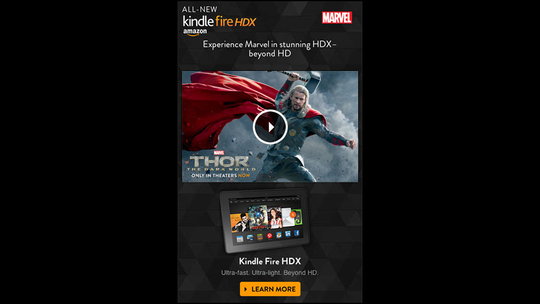 ALL-NEW
kindle fire HDX
amazon
MARVEL
Experience Marvel in stunning HDX–
beyond HD
MARVEL
THOR
THE DARK WORLD
ONLY IN THEATERS NOW
Kindle Fire HDX
Ultra-fast. Ultra-light. Beyond HD.
LEARN MORE